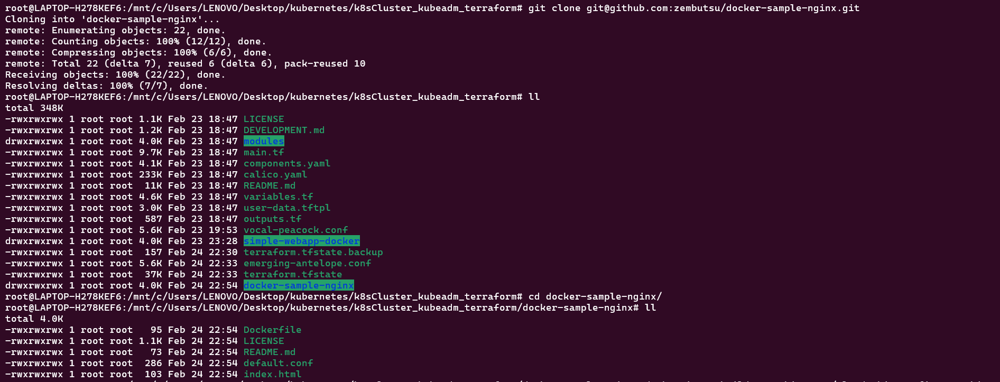 root@LAPTOP-H278KEF6:/mnt/c/Users/LENOVO/Desktop/kubernetes/k8sCluster_kubeadm_terraform# git clone git@github.com:zembutsu/docker-sample-nginx.git
Cloning into 'docker-sample-nginx'...
remote: Enumerating objects: 22, done.
remote: Counting objects: 100% (12/12), done.
remote: Compressing objects: 100% (6/6), done.
remote: Total 22 (delta 7), reused 6 (delta 6), pack-reused 10
Receiving objects: 100% (22/22), done.
Resolving deltas: 100% (7/7), done.
root@LAPTOP-H278KEF6:/mnt/c/Users/LENOVO/Desktop/kubernetes/k8sCluster_kubeadm_terraform# ll
total 348K
-rwxrwxrwx 1 root root 1.1K Feb 23 18:47 LICENSE
-rwxrwxrwx 1 root root 1.2K Feb 23 18:47 DEVELOPMENT.md
drwxrwxrwx 1 root root 4.0K Feb 23 18:47 modules
-rwxrwxrwx 1 root root 9.7K Feb 23 18:47 main.tf
-rwxrwxrwx 1 root root 4.1K Feb 23 18:47 components.yaml
-rwxrwxrwx 1 root root 233K Feb 23 18:47 calico.yaml
-rwxrwxrwx 1 root root  11K Feb 23 18:47 README.md
-rwxrwxrwx 1 root root 4.6K Feb 23 18:47 variables.tf
-rwxrwxrwx 1 root root 3.0K Feb 23 18:47 user-data.tftpl
-rwxrwxrwx 1 root root  587 Feb 23 18:47 outputs.tf
-rwxrwxrwx 1 root root 5.6K Feb 23 19:53 vocal-peacock.conf
drwxrwxrwx 1 root root 4.0K Feb 23 23:28 simple-webapp-docker
-rwxrwxrwx 1 root root  157 Feb 24 22:30 terraform.tfstate.backup
-rwxrwxrwx 1 root root 5.6K Feb 24 22:33 emerging-antelope.conf
-rwxrwxrwx 1 root root  37K Feb 24 22:33 terraform.tfstate
drwxrwxrwx 1 root root 4.0K Feb 24 22:54 docker-sample-nginx
root@LAPTOP-H278KEF6:/mnt/c/Users/LENOVO/Desktop/kubernetes/k8sCluster_kubeadm_terraform# cd docker-sample-nginx/
root@LAPTOP-H278KEF6:/mnt/c/Users/LENOVO/Desktop/kubernetes/k8sCluster_kubeadm_terraform/docker-sample-nginx# ll
total 4.0K
-rwxrwxrwx 1 root root   95 Feb 24 22:54 Dockerfile
-rwxrwxrwx 1 root root 1.1K Feb 24 22:54 LICENSE
-rwxrwxrwx 1 root root   73 Feb 24 22:54 README.md
-rwxrwxrwx 1 root root  286 Feb 24 22:54 default.conf
-rwxrwxrwx 1 root root  103 Feb 24 22:54 index.html